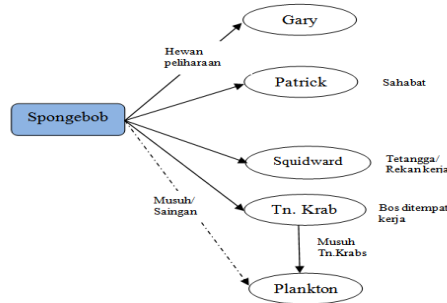 Gary
Hewan
peliharaan
Patrick
Sahabat
Spongebob
Squidward
Tetangga/
Rekan kerja
Musuh/
Saingan
Tn. Krab
Bos ditempat
kerja
Musuh
Tn.Krabs
Plankton